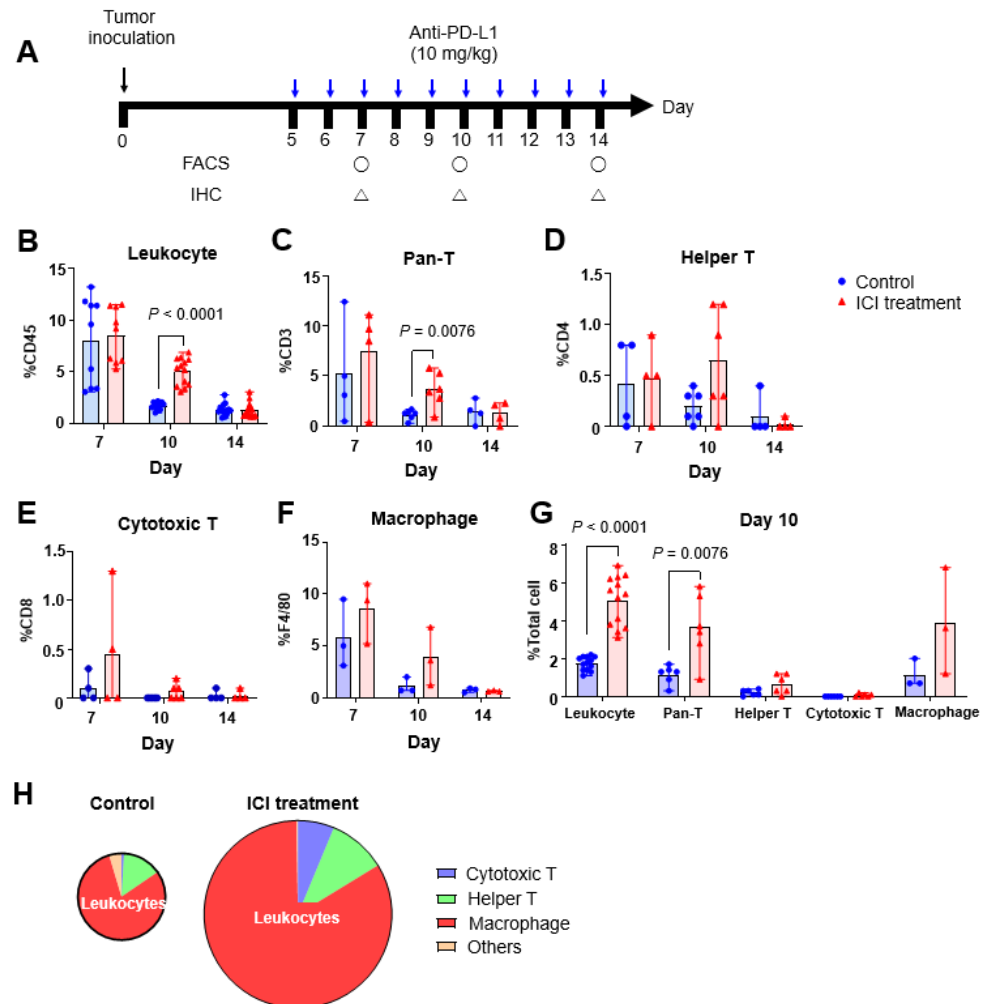 Tumor
inoculation
Anti-PD-L1
(10 mg/kg)
A
Day
0 5 6 7 8 9 10 11 12 13 14
FACS
IHC
B
Leukocyte
%CD45
15
10
5
0
P < 0.0001
7 10 14
Day
C
Pan-T
%CD3
15
10
5
0
P = 0.0076
7 10 14
Day
D
Helper T
%CD4
1.5
1.0
0.5
0.0
7 10 14
Day
Control
ICI treatment
E
Cytotoxic T
%CD8
1.5
1.0
0.5
0.0
7 10 14
Day
F
Macrophage
%F4/80
15
10
5
0
7 10 14
Day
G
Day 10
%Total cell
8
6
4
2
0
P < 0.0001
P = 0.0076
Leukocyte Pan-T Helper T Cytotoxic T Macrophage
H
Control
Leukocytes
ICI treatment
Leukocytes
Cytotoxic T
Helper T
Macrophage
Others